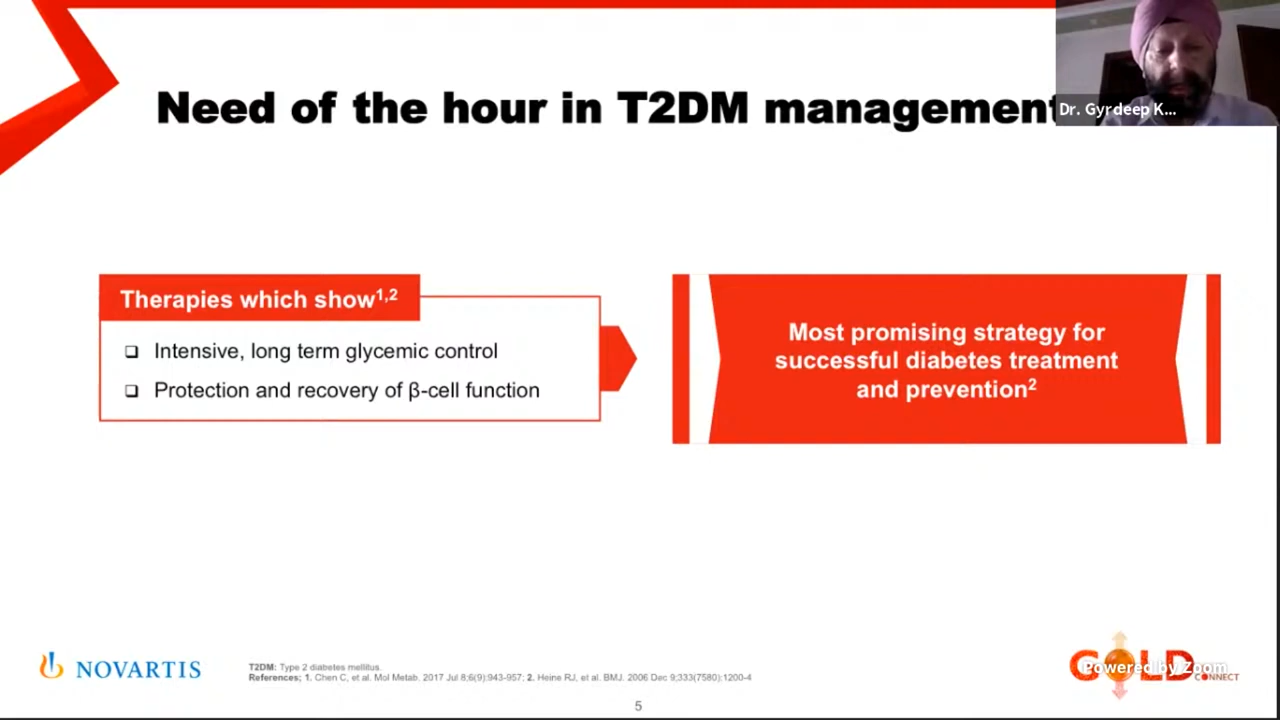 Need of the hour in T2DM management
Dr. Gyrdeep K...
Therapies which show1,2
❑ Intensive, long term glycemic control
❑ Protection and recovery of β-cell function
Most promising strategy for
successful diabetes treatment
and prevention2
NOVARTIS
T2DM: Type 2 diabetes mellitus.
References; 1. Chen C, et al. Mol Metab. 2017 Jul 8;6(9):943-957; 2. Heine RJ, et al. BMJ. 2006 Dec 9;333(7580):1200-4
GOLD
CONNECT
Powered by Zoom
5